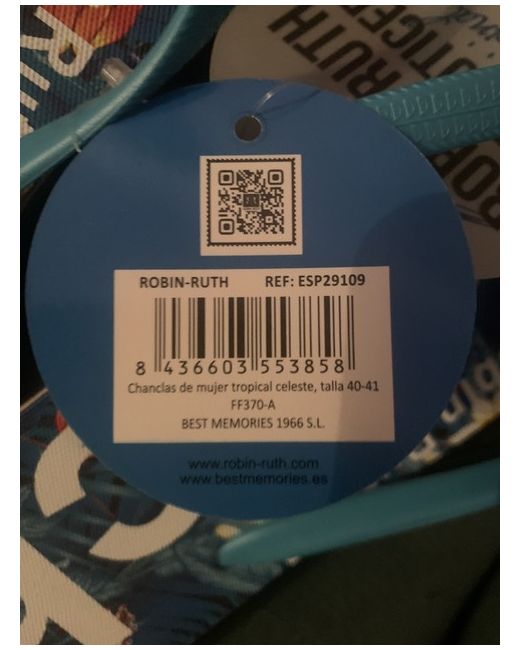 RUTH
ROBIN-RUTH REF: ESP29109
8 436603 553858
Chanclas de mujer tropical celeste, talla 40-41
FF370-A
BEST MEMORIES 1966 S.L.
www.robin-ruth.com
www.bestmemories.es